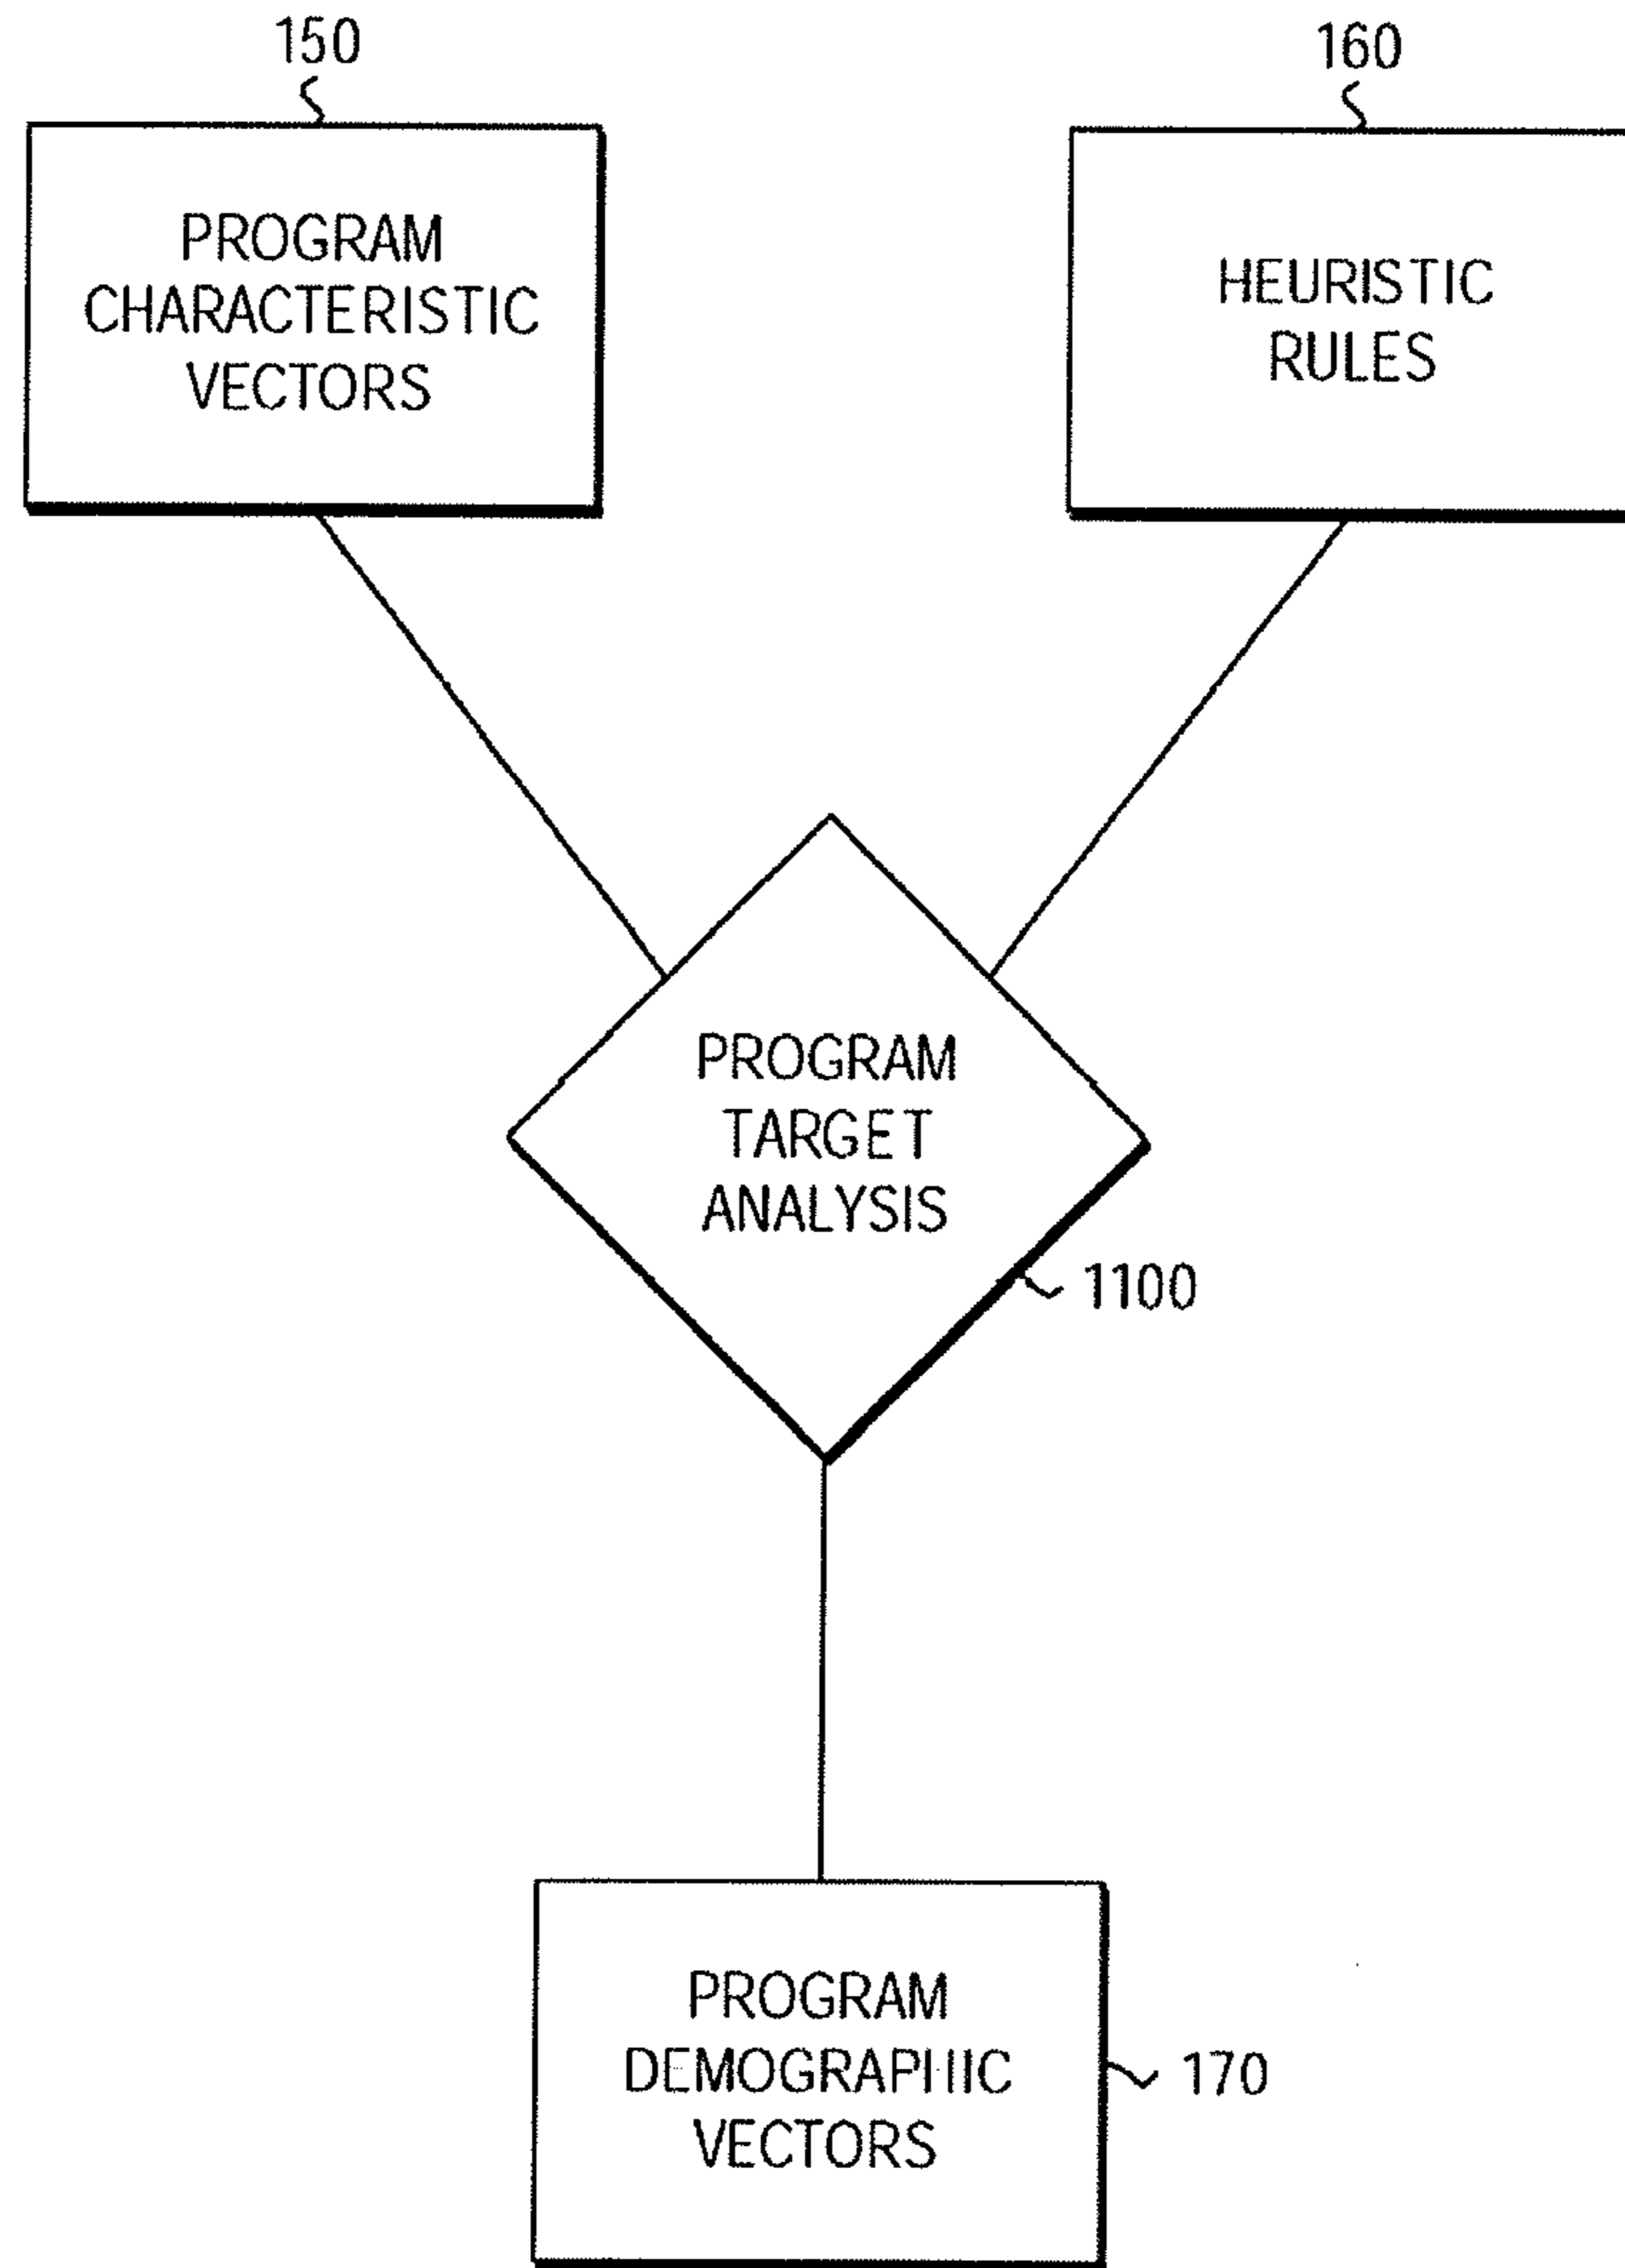 150
160
PROGRAM
CHARACTERISTIC
VECTORS
HEURISTIC
RULES
PROGRAM
TARGET
ANALYSIS
1100
PROGRAM
DEMOGRAPHIC
VECTORS
170